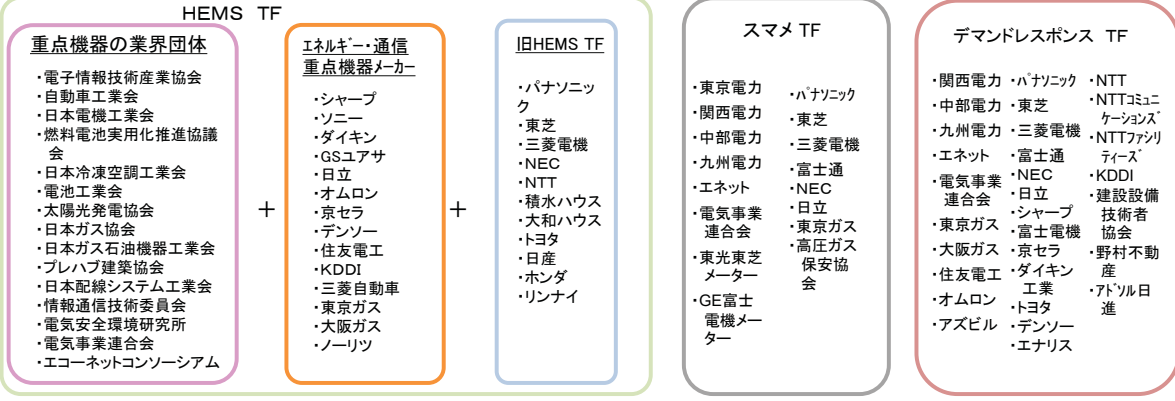 HEMS TF
重点機器の業界団体
・電子情報技術産業協会
・自動車工業会
・日本電機工業会
・燃料電池実用化推進協議
会
・日本冷凍空調工業会
・電池工業会
・太陽光発電協会
・日本ガス協会
・日本ガス石油機器工業会
・プレハブ建築協会
・日本配線システム工業会
・情報通信技術委員会
・電気安全環境研究所
・電気事業連合会
・エコーネットコンソーシアム
+
エネルギー・通信
重点機器メーカー
・シャープ
・ソニー
・ダイキン
・GSユアサ
・日立
・オムロン
・京セラ
・デンソー
・住友電工
・KDDI
・三菱自動車
・東京ガス
・大阪ガス
・ノーリツ
+
旧HEMS TF
・パナソニッ
ク
・東芝
・三菱電機
・NEC
・NTT
・積水ハウス
・大和ハウス
・トヨタ
・日産
・ホンダ
・リンナイ
スマメ TF
・東京電力
・関西電力
・中部電力
・九州電力
・エネット
・電気事業
連合会
・東光東芝
メーター
・GE富士
電機メー
ター
・パナソニック
・東芝
・三菱電機
・富士通
・NEC
・日立
・東京ガス
・高圧ガス
保安協
会
デマンドレスポンス TF
・関西電力
・中部電力
・九州電力
・エネット
・電気事業
連合会
・東京ガス
・大阪ガス
・住友電工
・オムロン
・アズビル
・パナソニック
・東芝
・三菱電機
・富士通
・NEC
・日立
・シャープ
・富士電機
・京セラ
・ダイキン
工業
・トヨタ
・デンソー
・エナリス
・NTT
・NTTコミュニ
ケーションズ
・NTTファシリ
ティーズ
・KDDI
・建設設備
技術者
協会
・野村不動
産
・アドソル日
進